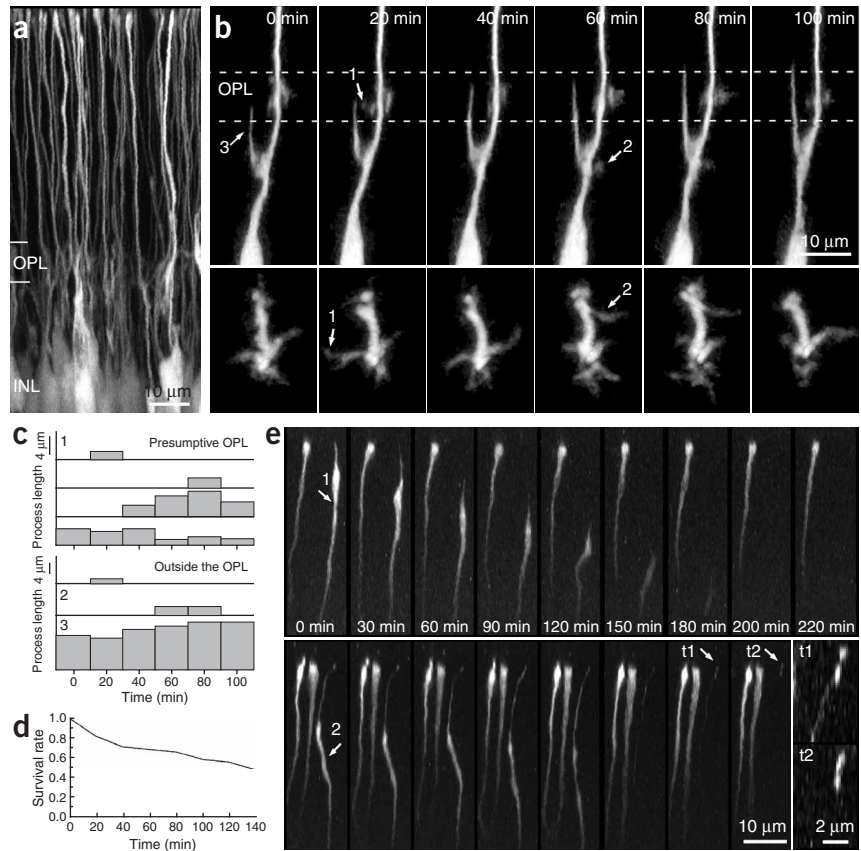 a
OPL
INL
10 μm
b
0 min
20 min
40 min
60 min
80 min
100 min
OPL
1
2
3
10 μm
1
2
c
1
Presumptive OPL
Process length 4 μm
Outside the OPL
2
3
Process length 4 μm
0 20 40 60 80 100
Time (min)
d
Survival rate
1.0
0.8
0.6
0.4
0.2
0
0 20 40 60 80 100 120 140
Time (min)
e
1
0 min
30 min
60 min
90 min
120 min
150 min
180 min
200 min
220 min
2
t1
t2
10 μm
t1
t2
2 μm